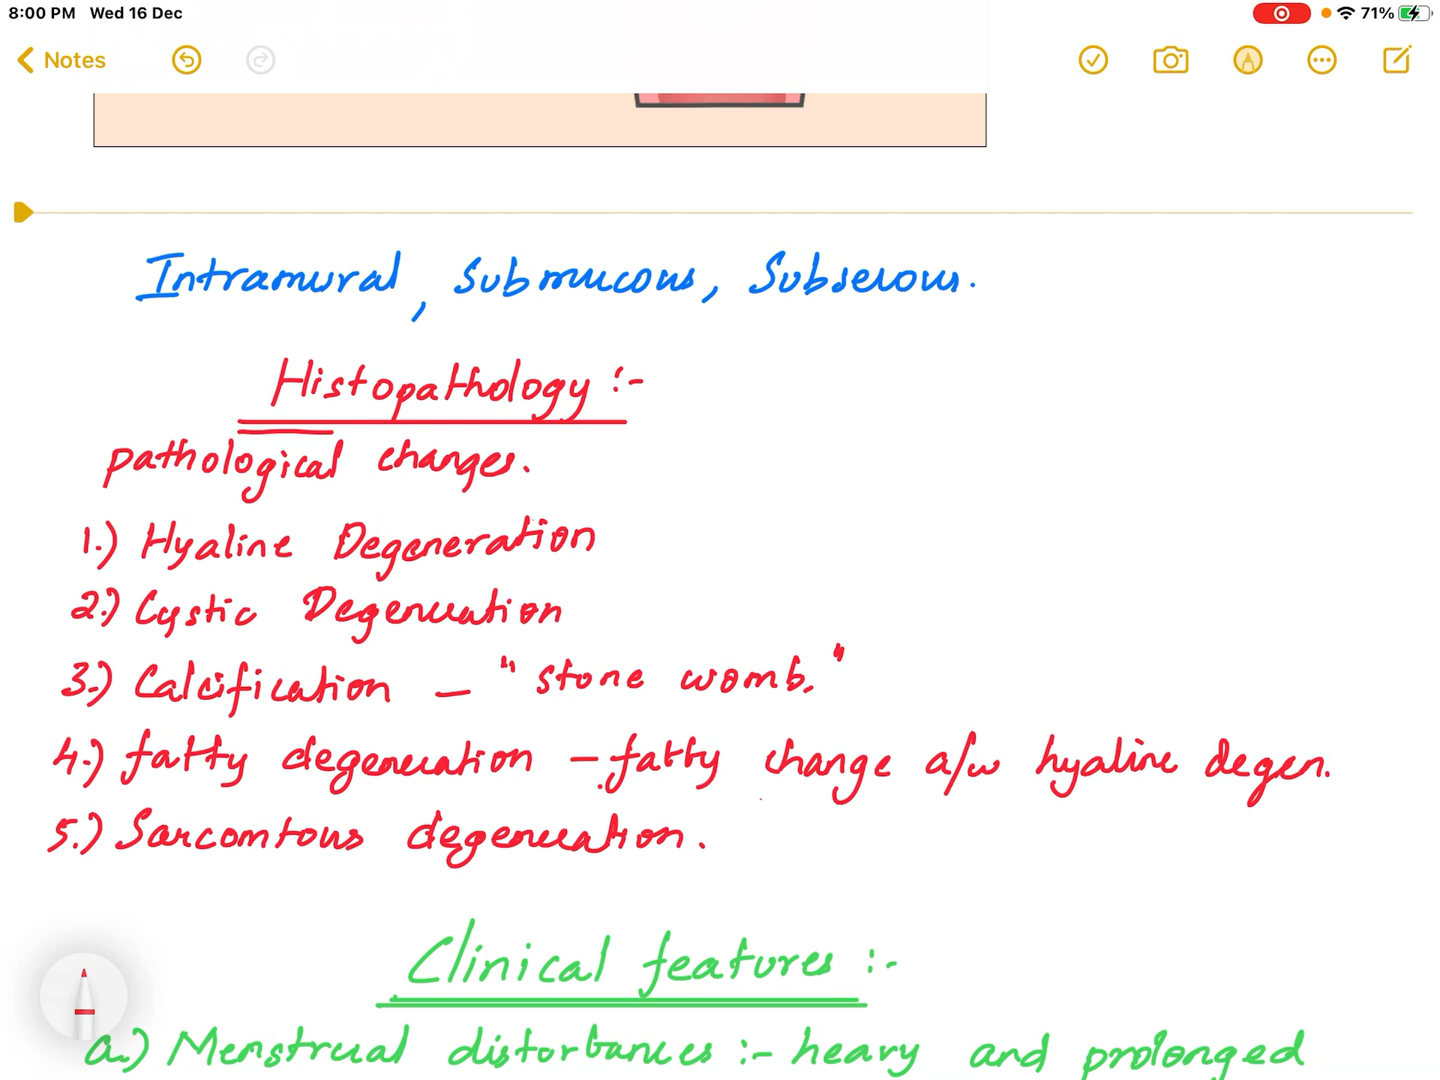 8:00 PM Wed 16 Dec 71%
Notes
Intramural, Submucous, Subserous.
Histopathology :-
pathological changes.
1.) Hyaline Degeneration
2.) Cystic Degeneration
3.) Calcification - "stone womb."
4.) fatty degeneration - fatty change a/w hyaline degen.
5.) Sarcomtous degeneration.
Clinical features :-
a.) Menstrual disturbances :- heavy and prolonged